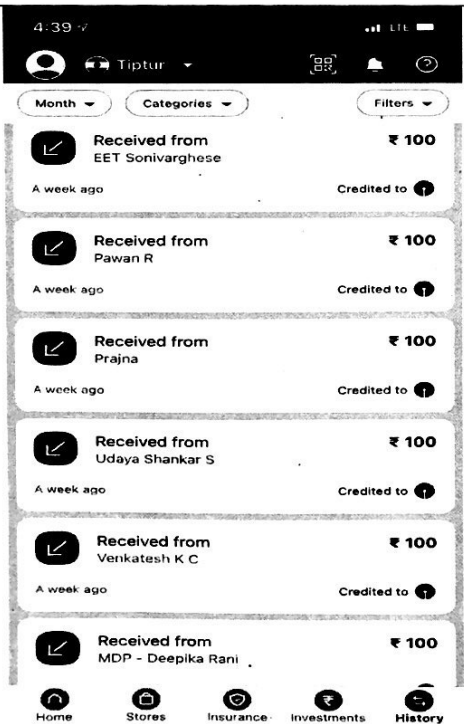 4:39
LTE
Tiptur
Month Categories Filters
Received from ₹ 100
EET Sonivarghese
A week ago Credited to
Received from ₹ 100
Pawan R
A week ago Credited to
Received from ₹ 100
Prajna
A week ago Credited to
Received from ₹ 100
Udaya Shankar S
A week ago Credited to
Received from ₹ 100
Venkatesh K C
A week ago Credited to
Received from ₹ 100
MDP - Deepika Rani
Home Stores Insurance Investments History